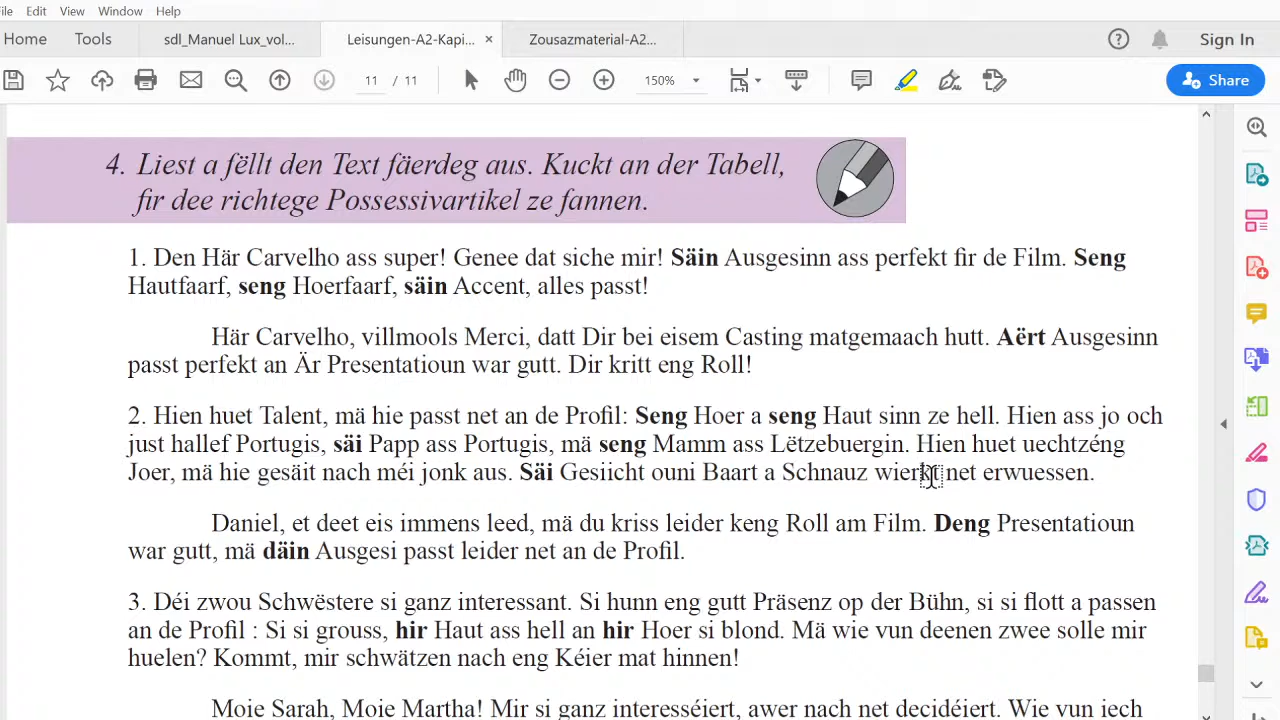 File Edit View Window Help
Home Tools sdl_Manuel Lux_vol... Leisungen-A2-Kapi... × Zousazmaterial-A2... Sign In
11 / 11 150% Share
4. Liest a fëllt den Text fäerdeg aus. Kuckt an der Tabell,
fir dee richtege Possessivartikel ze fannen.
1. Den Här Carvelho ass super! Genee dat siche mir! Säin Ausgesinn ass perfekt fir de Film. Seng
Hautfaarf, seng Hoerfaarf, säin Accent, alles passt!
Här Carvelho, villmools Merci, datt Dir bei eisem Casting matgemaach hutt. Aërt Ausgesinn
passt perfekt an Är Presentatioun war gutt. Dir kritt eng Roll!
2. Hien huet Talent, mä hie passt net an de Profil: Seng Hoer a seng Haut sinn ze hell. Hien ass jo och
just hallef Portugis, säi Papp ass Portugis, mä seng Mamm ass Lëtzebuergin. Hien huet uechtzéng
Joer, mä hie gesäit nach méi jonk aus. Säi Gesiicht ouni Baart a Schnauz wierkt net erwuessen.
Daniel, et deet eis immens leed, mä du kriss leider keng Roll am Film. Deng Presentatioun
war gutt, mä däin Ausgesi passt leider net an de Profil.
3. Déi zwou Schwëstere si ganz interessant. Si hunn eng gutt Präsenz op der Bühn, si si flott a passen
an de Profil : Si si grouss, hir Haut ass hell an hir Hoer si blond. Mä wie vun deenen zwee solle mir
huelen? Kommt, mir schwätzen nach eng Kéier mat hinnen!
Moie Sarah, Moie Martha! Mir si ganz interesséiert, awer nach net decidéiert. Wie vun iech